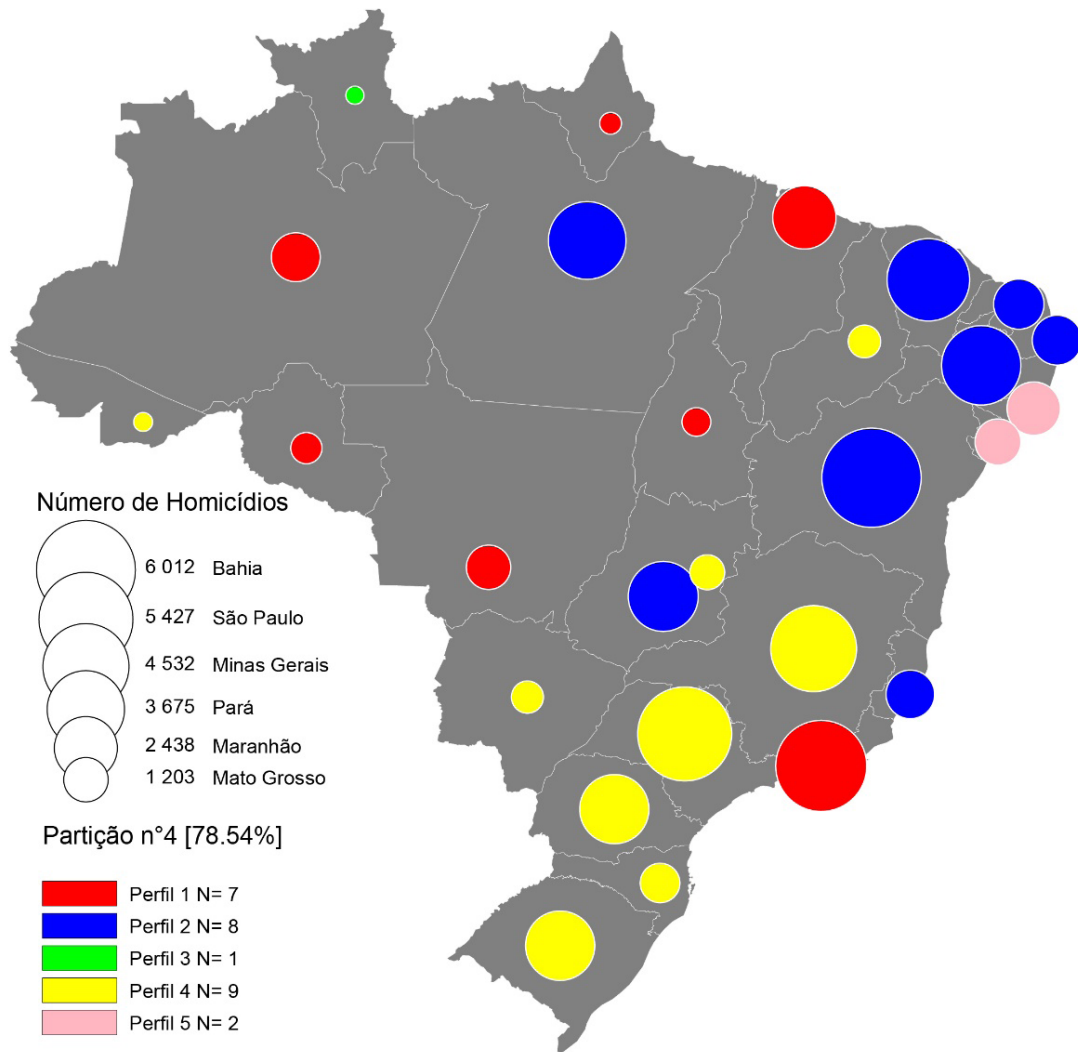 Número de Homicídios
6 012 Bahia
5 427 São Paulo
4 532 Minas Gerais
3 675 Pará
2 438 Maranhão
1 203 Mato Grosso
Partição n°4 [78.54%]
Perfil 1 N= 7
Perfil 2 N= 8
Perfil 3 N= 1
Perfil 4 N= 9
Perfil 5 N= 2